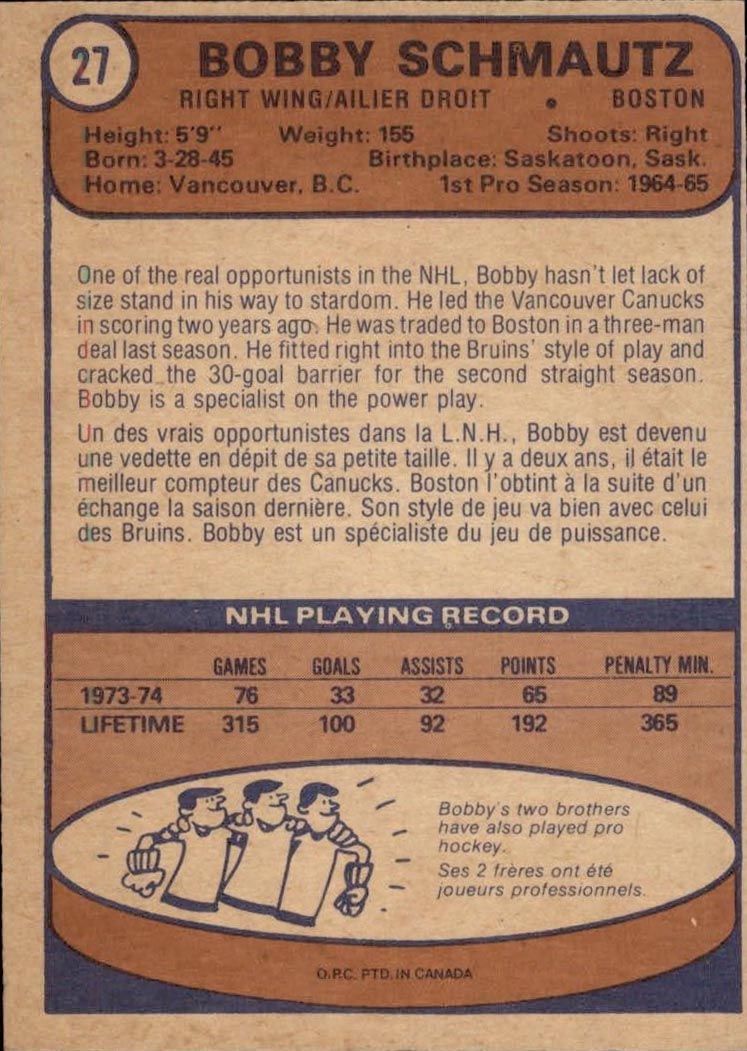 27
BOBBY SCHMAUTZ
RIGHT WING/AILIER DROIT • BOSTON
Height: 5'9" Weight: 155 Shoots: Right
Born: 3-28-45 Birthplace: Saskatoon, Sask.
Home: Vancouver, B.C. 1st Pro Season: 1964-65
One of the real opportunists in the NHL, Bobby hasn't let lack of
size stand in his way to stardom. He led the Vancouver Canucks
in scoring two years ago. He was traded to Boston in a three-man
deal last season. He fitted right into the Bruins' style of play and
cracked the 30-goal barrier for the second straight season.
Bobby is a specialist on the power play.
Un des vrais opportunistes dans la L.N.H., Bobby est devenu
une vedette en dépit de sa petite taille. Il y a deux ans, il était le
meilleur compteur des Canucks. Boston l'obtint à la suite d'un
échange la saison dernière. Son style de jeu va bien avec celui
des Bruins. Bobby est un spécialiste du jeu de puissance.
NHL PLAYING RECORD
GAMES GOALS ASSISTS POINTS PENALTY MIN.
1973-74 76 33 32 65 89
LIFETIME 315 100 92 192 365
Bobby's two brothers
have also played pro
hockey.
Ses 2 frères ont été
joueurs professionnels.
O.P.C. PTD. IN CANADA